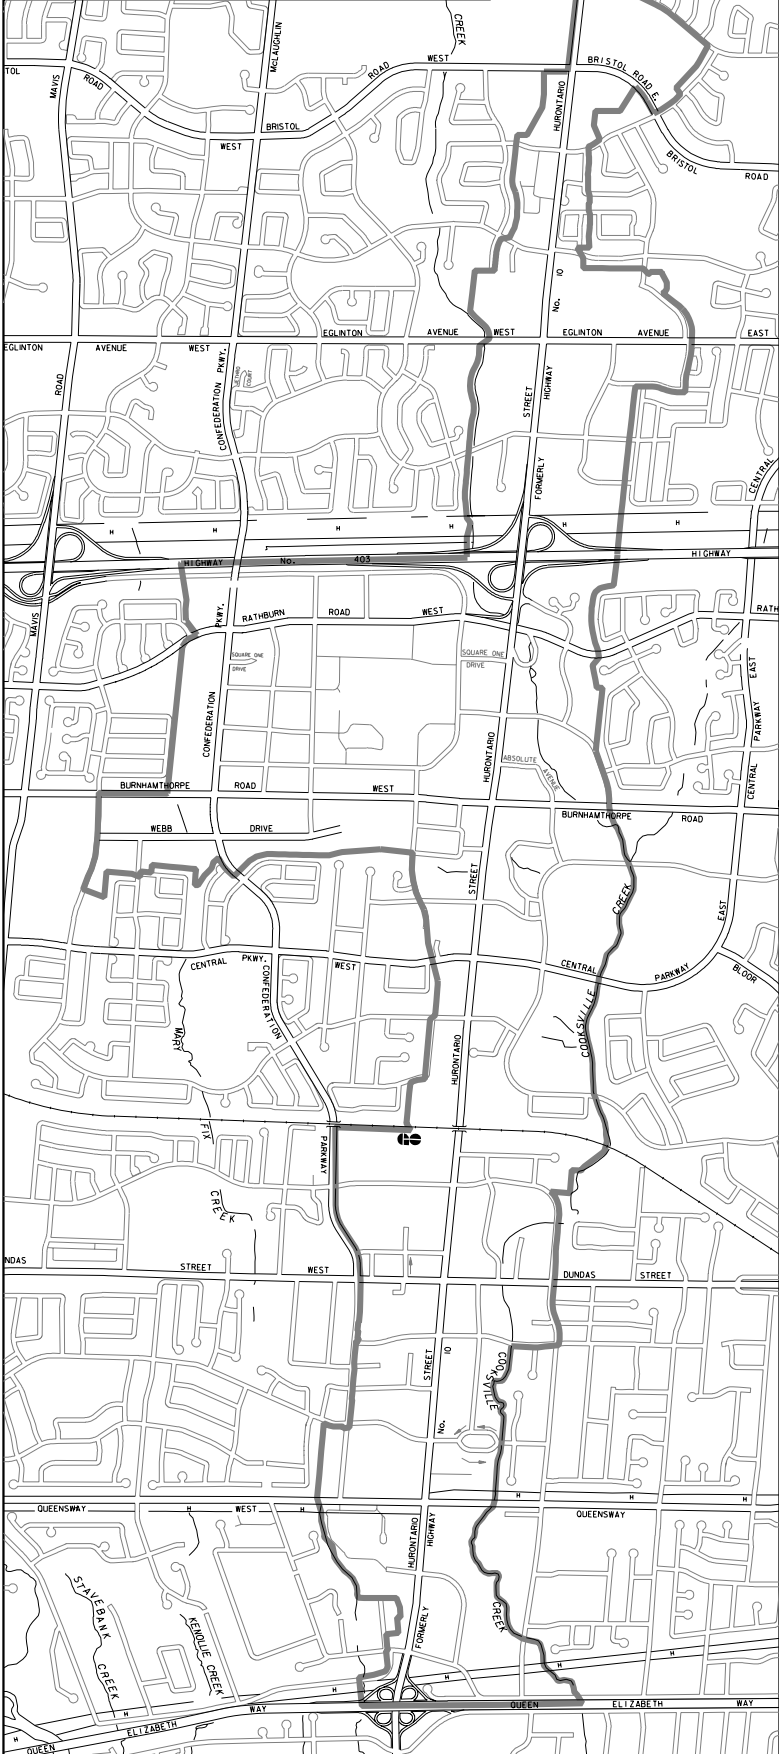 CREEK
McLAUGHLIN
TOL
MAVIS
ROAD
ROAD
WEST
BRISTOL ROAD E.
HURONTARIO
BRISTOL
WEST
BRISTOL
ROAD
No. 10
EGLINTON
AVENUE
WEST
EGLINTON
AVENUE
WEST
EGLINTON
AVENUE
EAST
ROAD
CONFEDERATION PKWY.
COURT
STREET
HIGHWAY
FORMERLY
CENTRAL
H
H
H
H
H
HIGHWAY
No.
403
HIGHWAY
MAVIS
PKWY.
RATHBURN
ROAD
WEST
RATH
SQUARE ONE
DRIVE
SQUARE ONE
DRIVE
CONFEDERATION
HURONTARIO
EAST
PARKWAY
CENTRAL
ABSOLUTE
AVENUE
BURNHAMTHORPE
ROAD
WEST
BURNHAMTHORPE
ROAD
WEBB
DRIVE
STREET
CREEK
EAST
CENTRAL
PKWY.
WEST
CENTRAL
PARKWAY
BLOOR
CONFEDERATION
MARY
COOKSVILLE
HURONTARIO
FIX
PARKWAY
GO
CREEK
NDAS
STREET
WEST
DUNDAS
STREET
STREET
10
COOKSVILLE
No.
QUEENSWAY
H
WEST
H
H
H
H
QUEENSWAY
HURONTARIO
HIGHWAY
STAVEBANK
CREEK
KENOLLIE CREEK
CREEK
FORMERLY
H
H
H
H
H
H
QUEEN
ELIZABETH
WAY
QUEEN
ELIZABETH
WAY